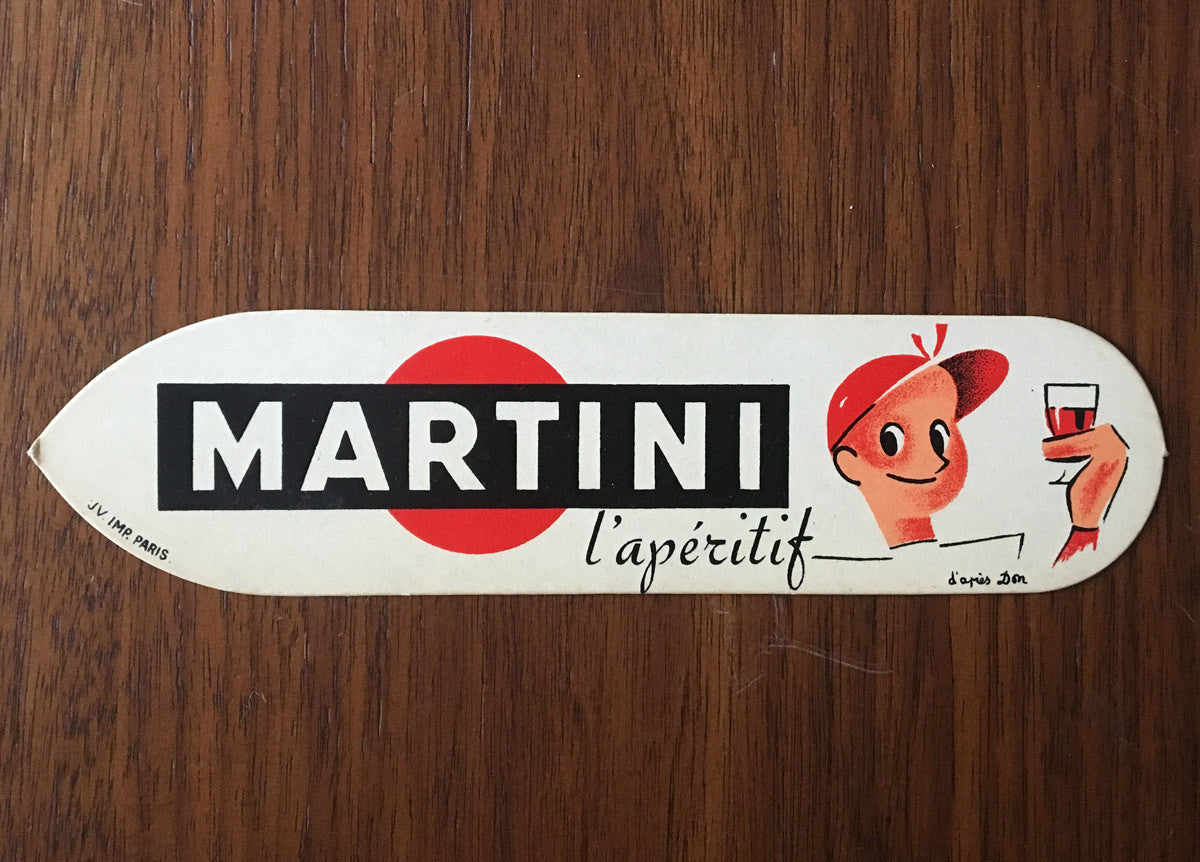 MARTINI
l'apéritif
JV. IMP. PARIS
d'après Don